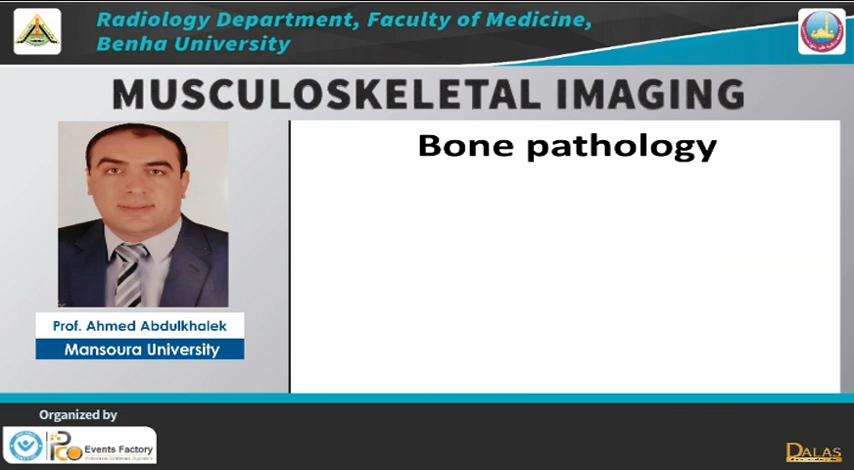 Radiology Department, Faculty of Medicine,
Benha University
MUSCULOSKELETAL IMAGING
Bone pathology
Prof. Ahmed Abdulkhalek
Mansoura University
Organized by
Pco
Events Factory
DALAS